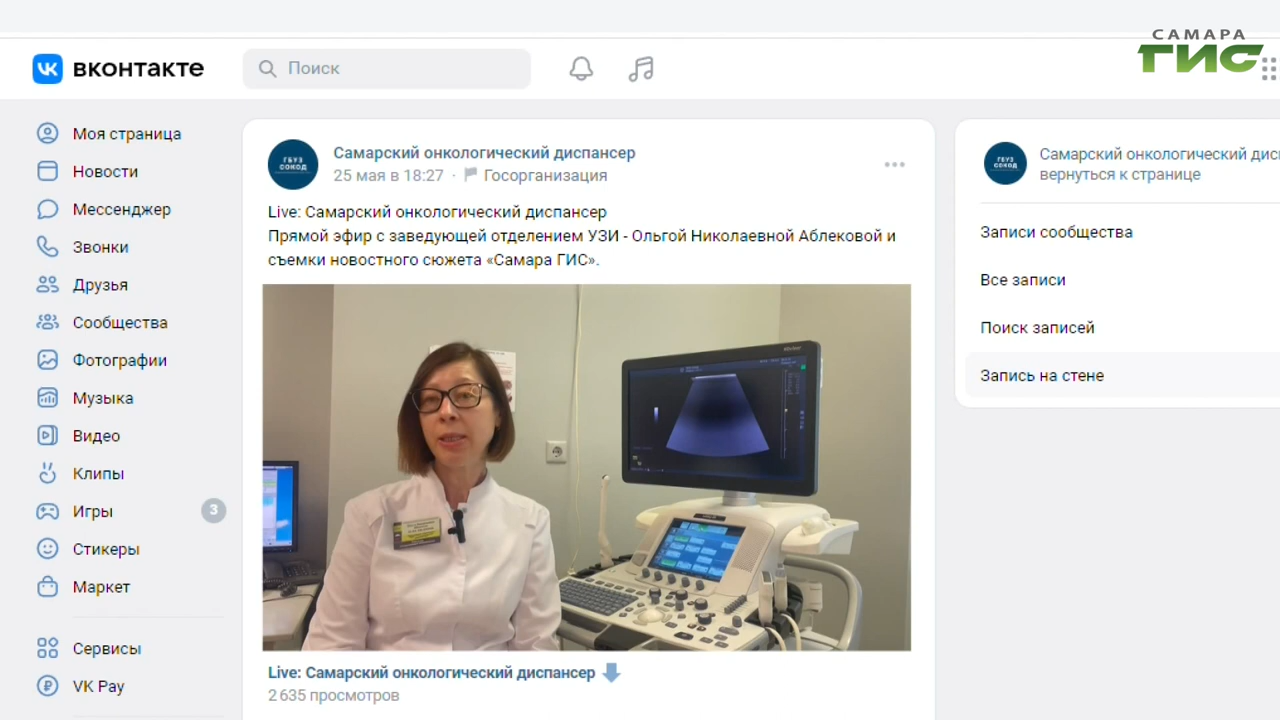 САМАРА
ГИС
вконтакте
Поиск
Моя страница
Новости
Мессенджер
Звонки
Друзья
Сообщества
Фотографии
Музыка
Видео
Клипы
Игры
3
Стикеры
Маркет
Сервисы
VK Pay
ГБУЗ
СОКОД
Самарский онкологический диспансер
25 мая в 18:27 · Госорганизация
Live: Самарский онкологический диспансер
Прямой эфир с заведующей отделением УЗИ - Ольгой Николаевной Аблековой и
съемки новостного сюжета «Самара ГИС».
Live: Самарский онкологический диспансер
2 635 просмотров
ГБУЗ
СОКОД
Самарский онкологический
вернуться к странице
Записи сообщества
Все записи
Поиск записей
Запись на стене